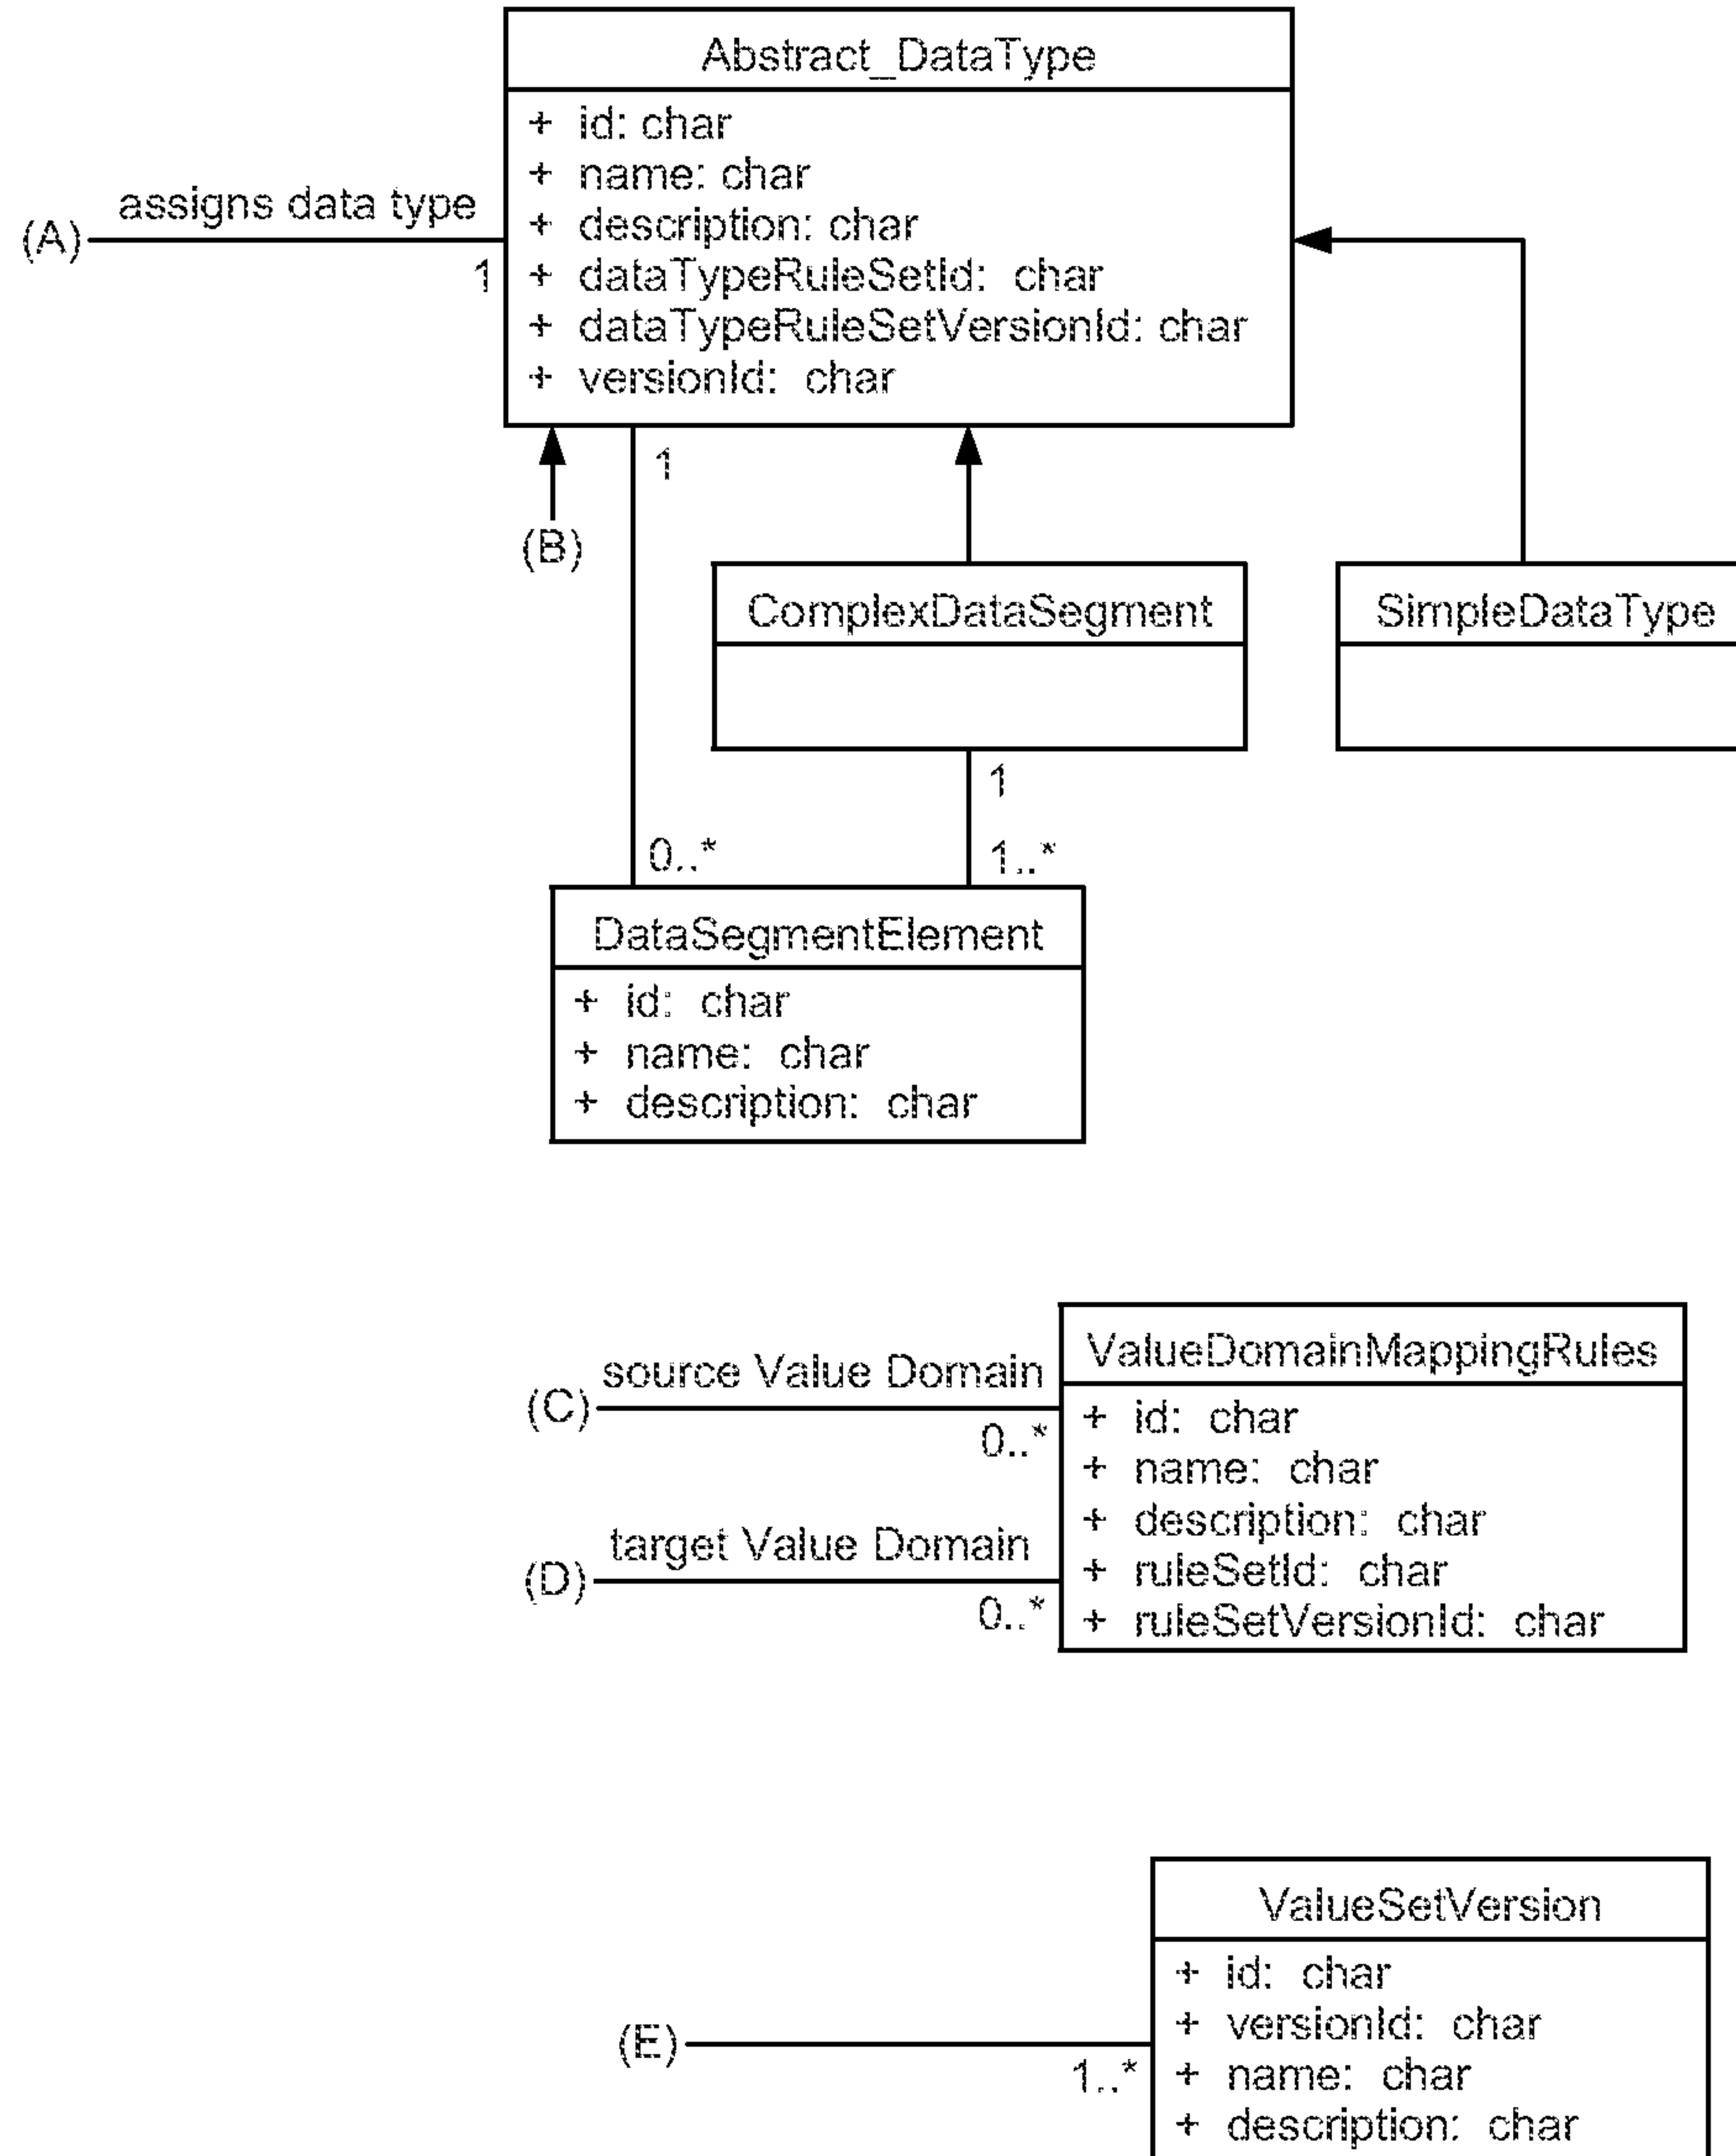 Abstract_DataType
+ id: char
+ name: char
+ description: char
+ dataTypeRuleSetId: char
+ dataTypeRuleSetVersionId: char
+ versionId: char
(A)
assigns data type
1
(B)
1
ComplexDataSegment
SimpleDataType
1
0..*
1..*
DataSegmentElement
+ id: char
+ name: char
+ description: char
ValueDomainMappingRules
+ id: char
+ name: char
+ description: char
+ ruleSetId: char
+ ruleSetVersionId: char
(C)
source Value Domain
0..*
(D)
target Value Domain
0..*
ValueSetVersion
+ id: char
+ versionId: char
+ name: char
+ description: char
(E)
1..*